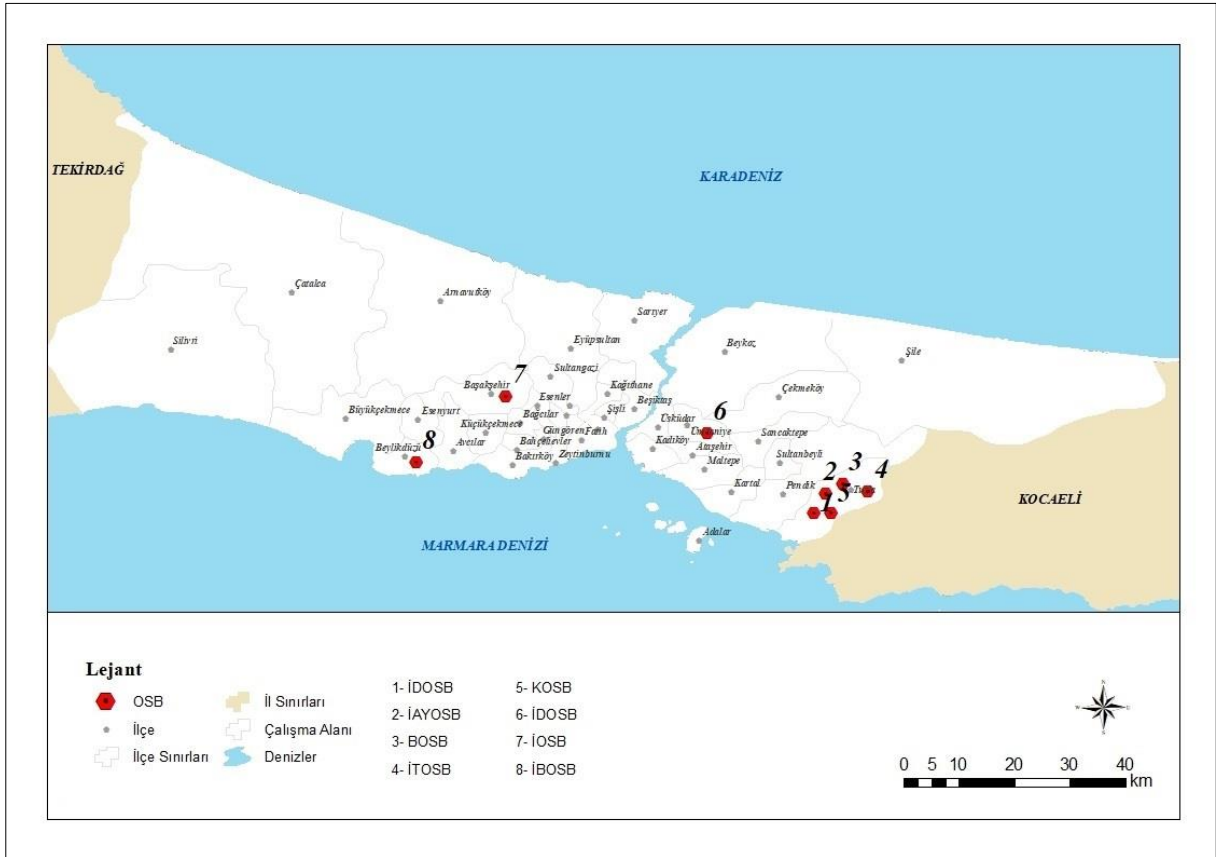 TEKİRDAĞ
KARADENİZ
Çatalca
Arnavutköy
Sarıyer
Silivri
Eyüpsultan
Beykoz
Şile
Sultangazi
7
Başakşehir
Kağıthane
Çekmeköy
Esenler
Beşiktaş
6
Büyükçekmece
Esenyurt
Bağcılar
Şişli
Üsküdar
Küçükçekmece
Güngören
Fatih
Ümraniye
Sancaktepe
8
Avcılar
Bahçelievler
Kadıköy
Ataşehir
Beylikdüzü
Bakırköy
Zeytinburnu
Maltepe
Sultanbeyli
3
4
2
Kartal
Pendik
5
Tuzla
1
KOCAELİ
Adalar
MARMARA DENİZİ
Lejant
OSB
İlçe
İlçe Sınırları
İl Sınırları
Çalışma Alanı
Denizler
1- İDOSB
2- İAYOSB
3- BOSB
4- İTOSB
5- KOSB
6- İDOSB
7- İOSB
8- İBOSB
N
W
E
S
0 5 10 20 30 40
km